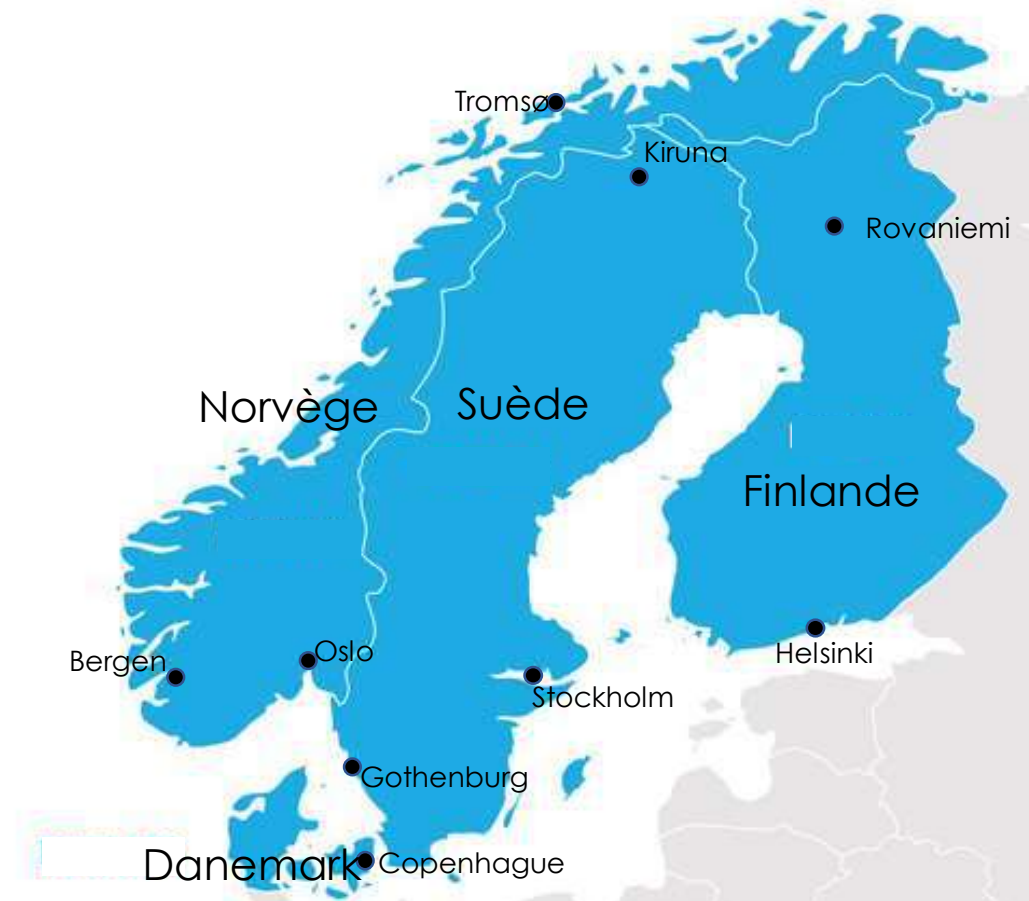 Tromsø
Kiruna
Rovaniemi
Norvège
Suède
Finlande
Bergen
Oslo
Helsinki
Stockholm
Gothenburg
Danemark
Copenhague